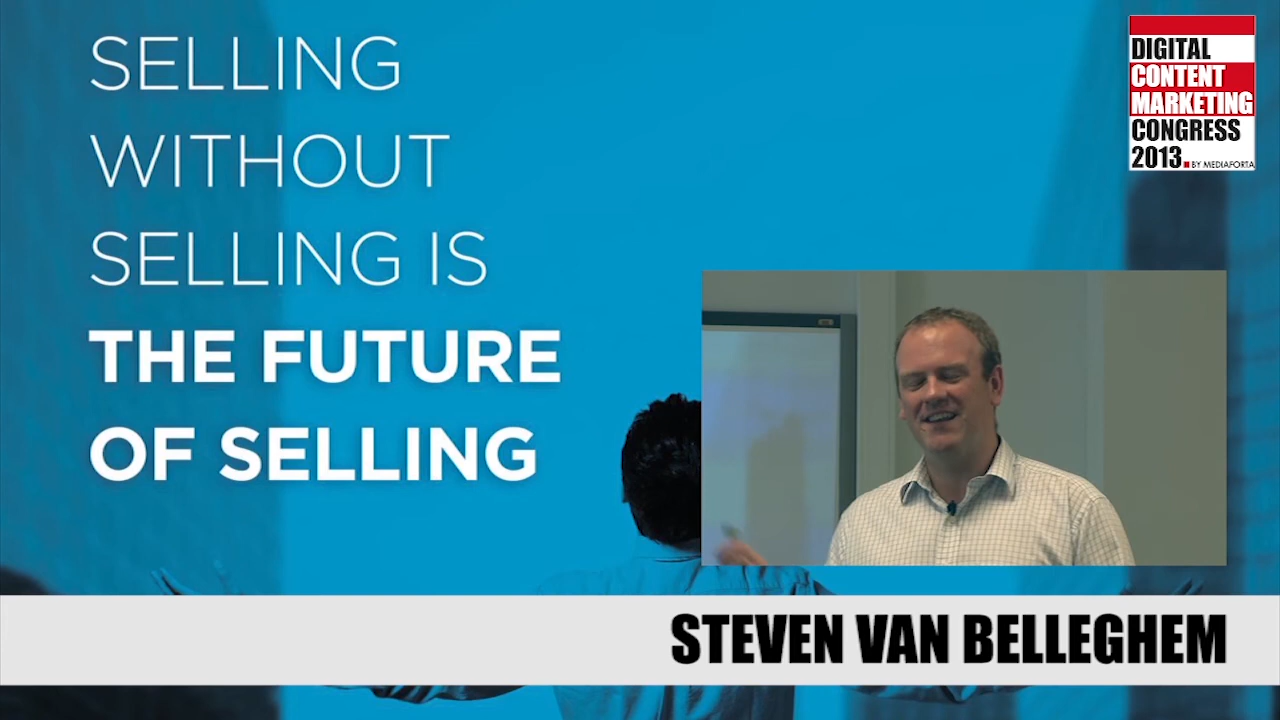 SELLING
WITHOUT
SELLING IS
THE FUTURE
OF SELLING
DIGITAL
CONTENT
MARKETING
CONGRESS
2013. BY MEDIAFORTA
STEVEN VAN BELLEGHEM